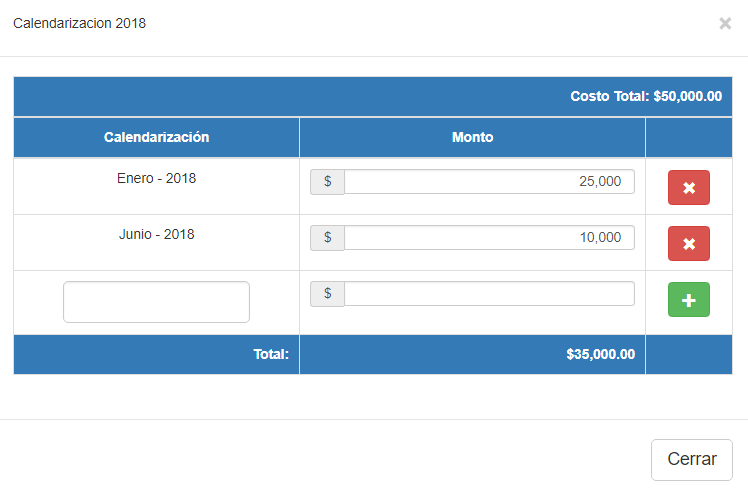 Calendarizacion 2018
×
Costo Total: $50,000.00
Calendarización Monto
Enero - 2018 $ 25,000
Junio - 2018 $ 10,000
$
Total: $35,000.00
Cerrar